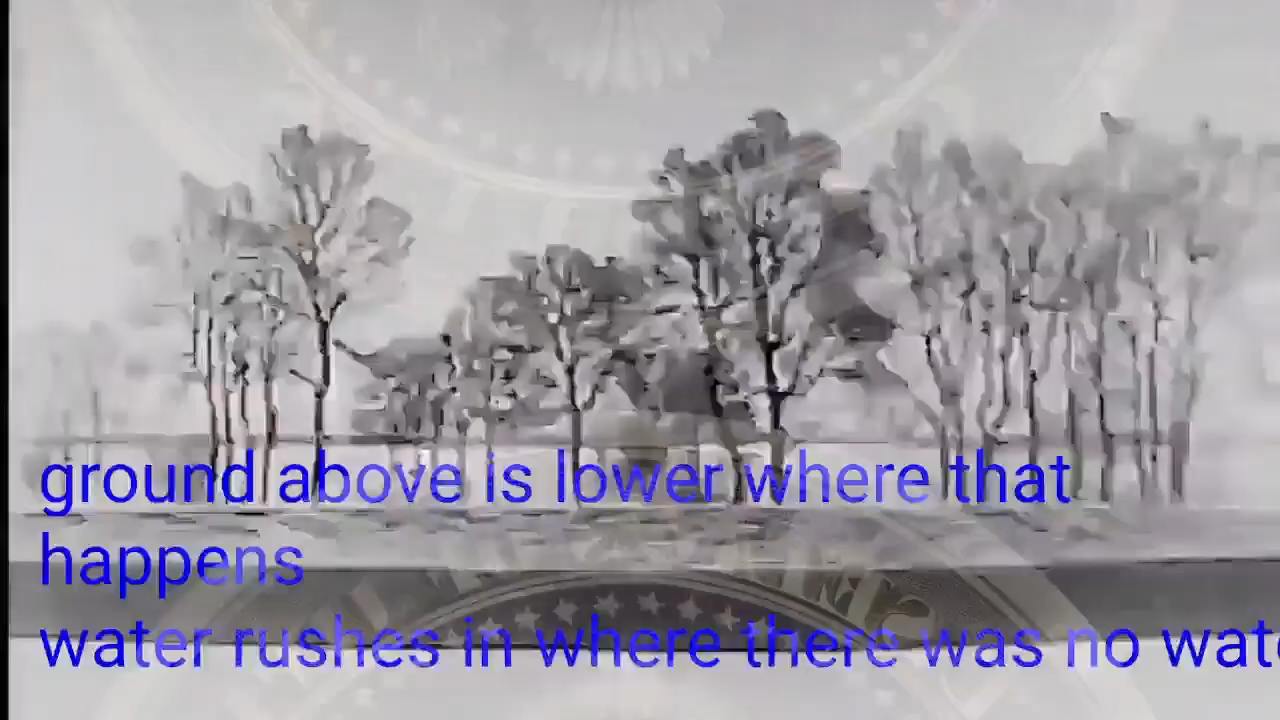 ground above is lower where that
happens
water rushes in where there was no